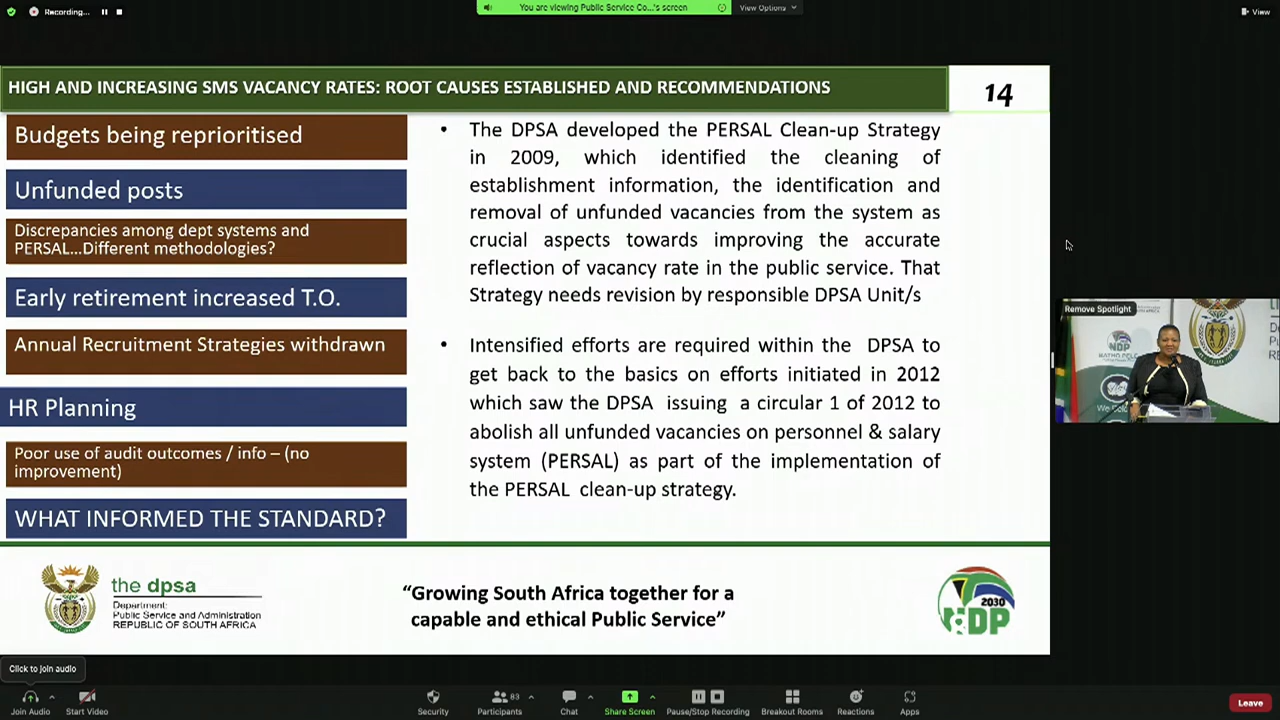 Recording...
You are viewing Public Service Co...'s screen
View Options
View
HIGH AND INCREASING SMS VACANCY RATES: ROOT CAUSES ESTABLISHED AND RECOMMENDATIONS
14
Budgets being reprioritised
Unfunded posts
Discrepancies among dept systems and
PERSAL...Different methodologies?
Early retirement increased T.O.
Annual Recruitment Strategies withdrawn
HR Planning
Poor use of audit outcomes / info – (no
improvement)
WHAT INFORMED THE STANDARD?
• The DPSA developed the PERSAL Clean-up Strategy
in 2009, which identified the cleaning of
establishment information, the identification and
removal of unfunded vacancies from the system as
crucial aspects towards improving the accurate
reflection of vacancy rate in the public service. That
Strategy needs revision by responsible DPSA Unit/s
• Intensified efforts are required within the DPSA to
get back to the basics on efforts initiated in 2012
which saw the DPSA issuing a circular 1 of 2012 to
abolish all unfunded vacancies on personnel & salary
system (PERSAL) as part of the implementation of
the PERSAL clean-up strategy.
Remove Spotlight
NDP
We
the dpsa
Department:
Public Service and Administration
REPUBLIC OF SOUTH AFRICA
“Growing South Africa together for a
capable and ethical Public Service”
2030
NDP
Click to join audio
Join Audio
Start Video
Security
83
Participants
Chat
Share Screen
Pause/Stop Recording
Breakout Rooms
Reactions
Apps
Leave